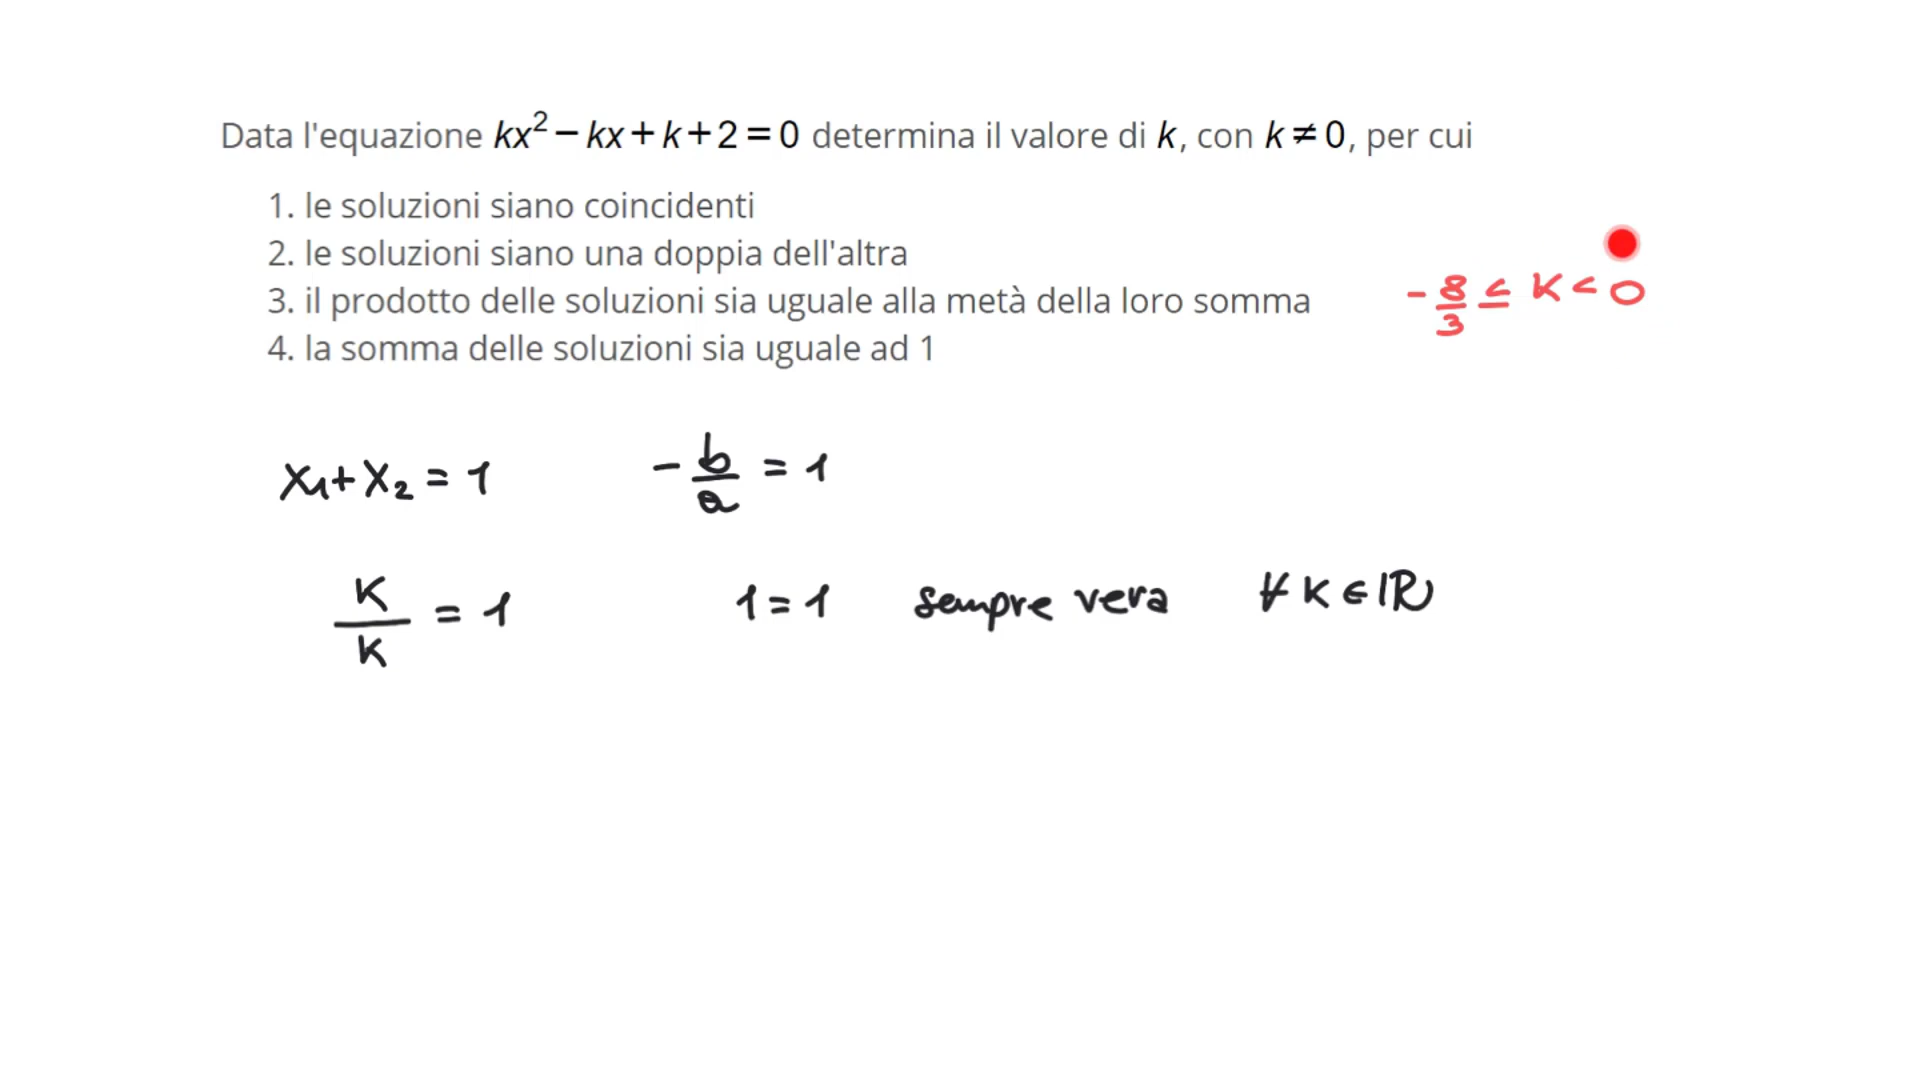 Data l'equazione kx² − kx + k + 2 = 0 determina il valore di k, con k ≠ 0, per cui
1. le soluzioni siano coincidenti
2. le soluzioni siano una doppia dell'altra
3. il prodotto delle soluzioni sia uguale alla metà della loro somma
4. la somma delle soluzioni sia uguale ad 1
-8/3 ≤ K < 0
x₁+x₂ = 1 -b/a = 1
K/K = 1 1 = 1 sempre vera ∀ K ∈ ℝ